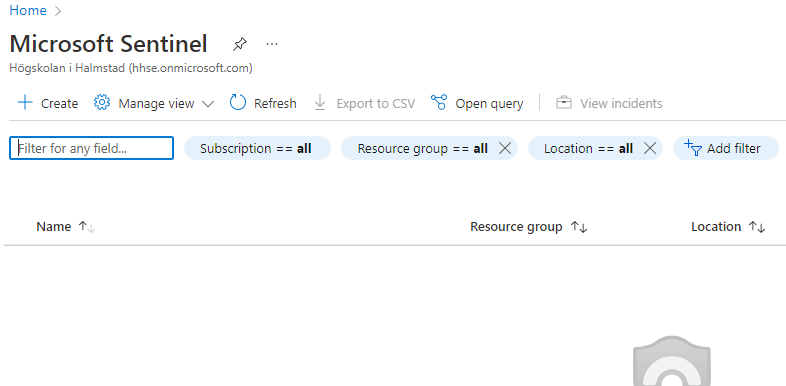 Home
Microsoft Sentinel
Högskolan i Halmstad (hhse.onmicrosoft.com)
Create Manage view Refresh Export to CSV Open query View incidents
Filter for any field... Subscription == all Resource group == all Location == all Add filter
Name Resource group Location